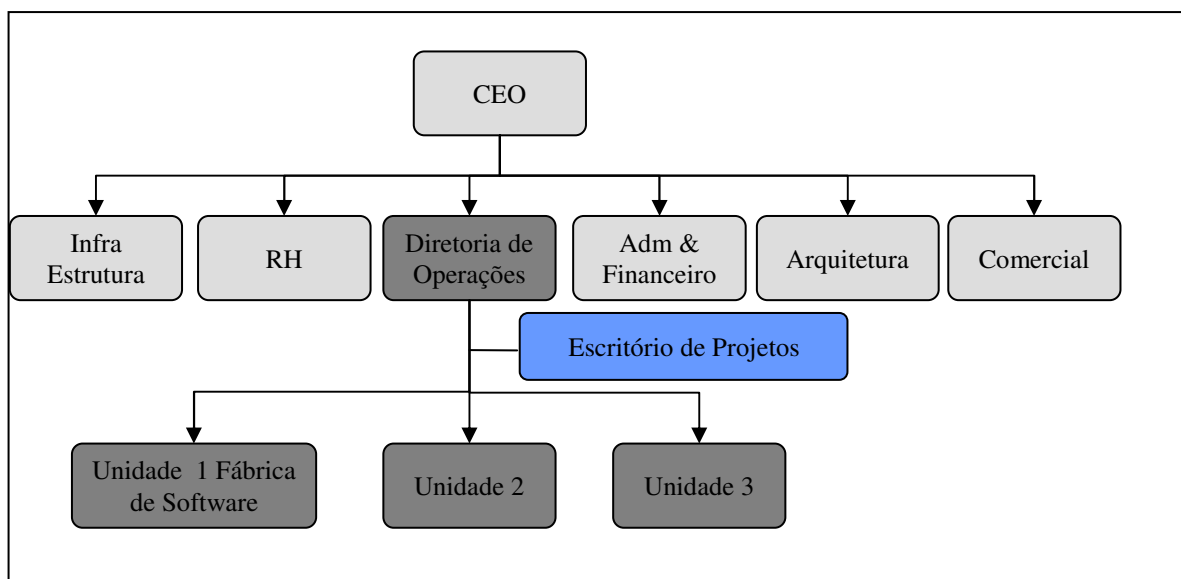 CEO
Infra
Estrutura
RH
Diretoria de
Operações
Adm &
Financeiro
Arquitetura
Comercial
Escritório de Projetos
Unidade  1 Fábrica
de Software
Unidade 2
Unidade 3